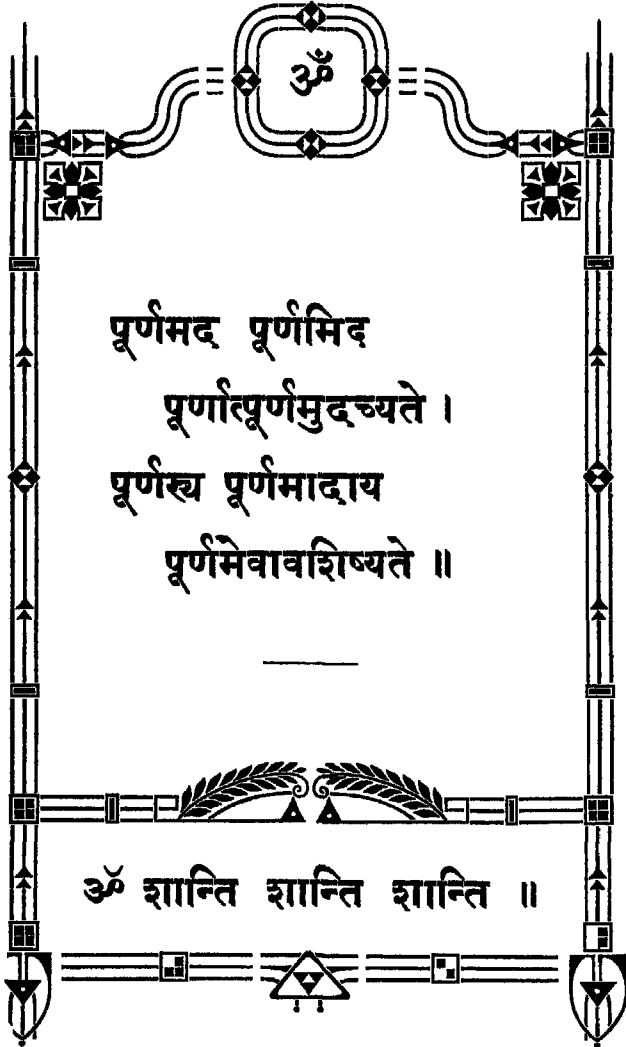 ॐ
पूर्णमद पूर्णमिद
पूर्णात्पूर्णमुदच्यते ।
पूर्णस्य पूर्णमादाय
पूर्णमेवावशिष्यते ॥
ॐ शान्ति शान्ति शान्ति ॥